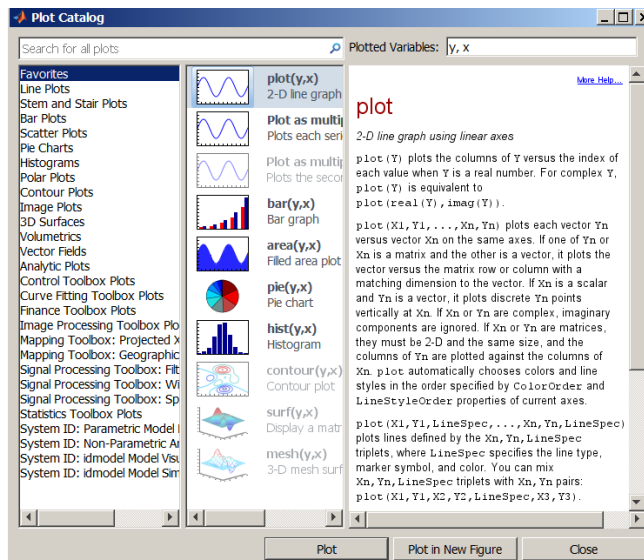 Plot Catalog
Search for all plots
Plotted Variables:
y, x
Favorites
Line Plots
Stem and Stair Plots
Bar Plots
Scatter Plots
Pie Charts
Histograms
Polar Plots
Contour Plots
Image Plots
3D Surfaces
Volumetrics
Vector Fields
Analytic Plots
Control Toolbox Plots
Curve Fitting Toolbox Plots
Finance Toolbox Plots
Image Processing Toolbox Plo
Mapping Toolbox: Projected X
Mapping Toolbox: Geographic
Signal Processing Toolbox: Filt
Signal Processing Toolbox: Wi
Signal Processing Toolbox: Sp
Statistics Toolbox Plots
System ID: Parametric Model
System ID: Non-Parametric Ar
System ID: idmodel Model Visu
System ID: idmodel Model Sim
plot(y,x)
2-D line graph
Plot as multip
Plots each seri
Plot as multip
Plots the secor
bar(y,x)
Bar graph
area(y,x)
Filled area plot
pie(y,x)
Pie chart
hist(y,x)
Histogram
contour(y,x)
Contour plot
surf(y,x)
Display a matr
mesh(y,x)
3-D mesh surf
More Help...
plot
2-D line graph using linear axes
plot(Y) plots the columns of Y versus the index of
each value when Y is a real number. For complex Y,
plot(Y) is equivalent to
plot(real(Y),imag(Y)).
plot(X1,Y1,...,Xn,Yn) plots each vector Yn
versus vector Xn on the same axes. If one of Yn or
Xn is a matrix and the other is a vector, it plots the
vector versus the matrix row or column with a
matching dimension to the vector. If Xn is a scalar
and Yn is a vector, it plots discrete Yn points
vertically at Xn. If Xn or Yn are complex, imaginary
components are ignored. If Xn or Yn are matrices,
they must be 2-D and the same size, and the
columns of Yn are plotted against the columns of
Xn. plot automatically chooses colors and line
styles in the order specified by ColorOrder and
LineStyleOrder properties of current axes.
plot(X1,Y1,LineSpec,...,Xn,Yn,LineSpec)
plots lines defined by the Xn,Yn,LineSpec
triplets, where LineSpec specifies the line type,
marker symbol, and color. You can mix
Xn,Yn,LineSpec triplets with Xn,Yn pairs:
plot(X1,Y1,X2,Y2,LineSpec,X3,Y3).
Plot
Plot in New Figure
Close